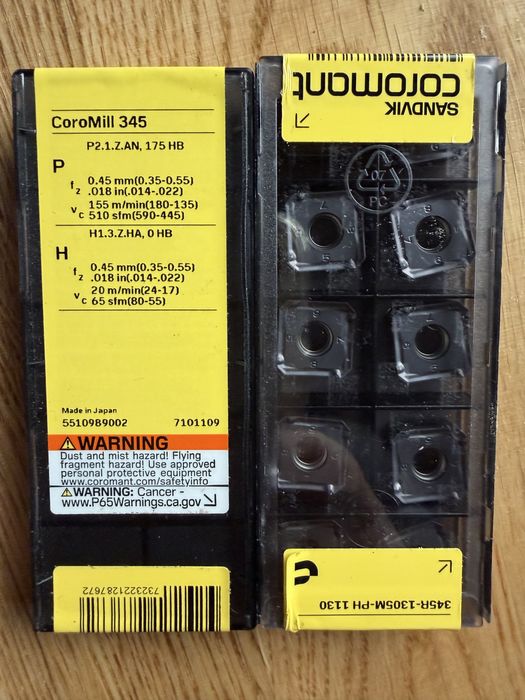 CoroMill 345
P2.1.Z.AN, 175 HB
P
fz 0.45 mm(0.35-0.55)
.018 in(.014-.022)
vc 155 m/min(180-135)
510 sfm(590-445)
H1.3.Z.HA, 0 HB
H
fz 0.45 mm(0.35-0.55)
.018 in(.014-.022)
vc 20 m/min(24-17)
65 sfm(80-55)
Made in Japan
5510989002 7101109
WARNING
Dust and mist hazard! Flying
fragment hazard! Use approved
personal protective equipment
www.coromant.com/safetyinfo
WARNING: Cancer -
www.P65Warnings.ca.gov
7323221287672
SANDVIK
coromant
07
PC
345R-1305M-PH 1130